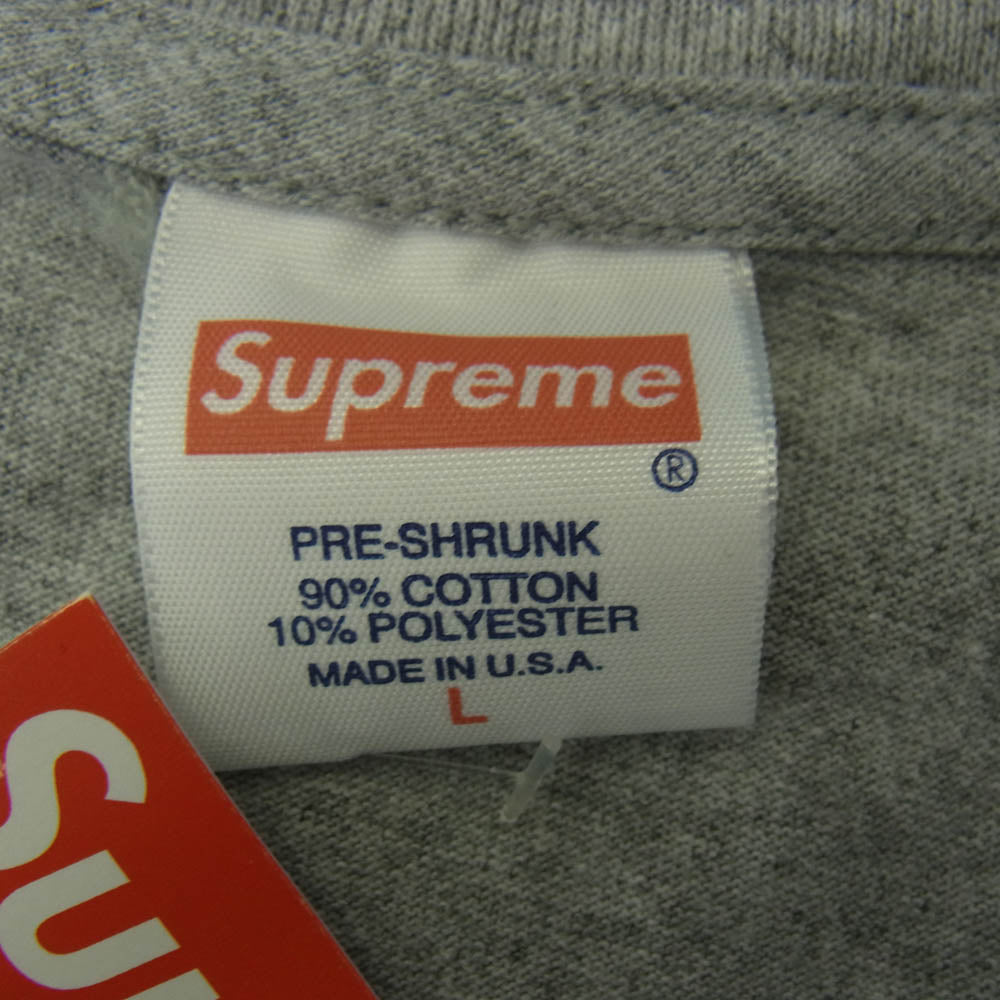 Supreme
®
PRE-SHRUNK
90% COTTON
10% POLYESTER
MADE IN U.S.A.
L
Su